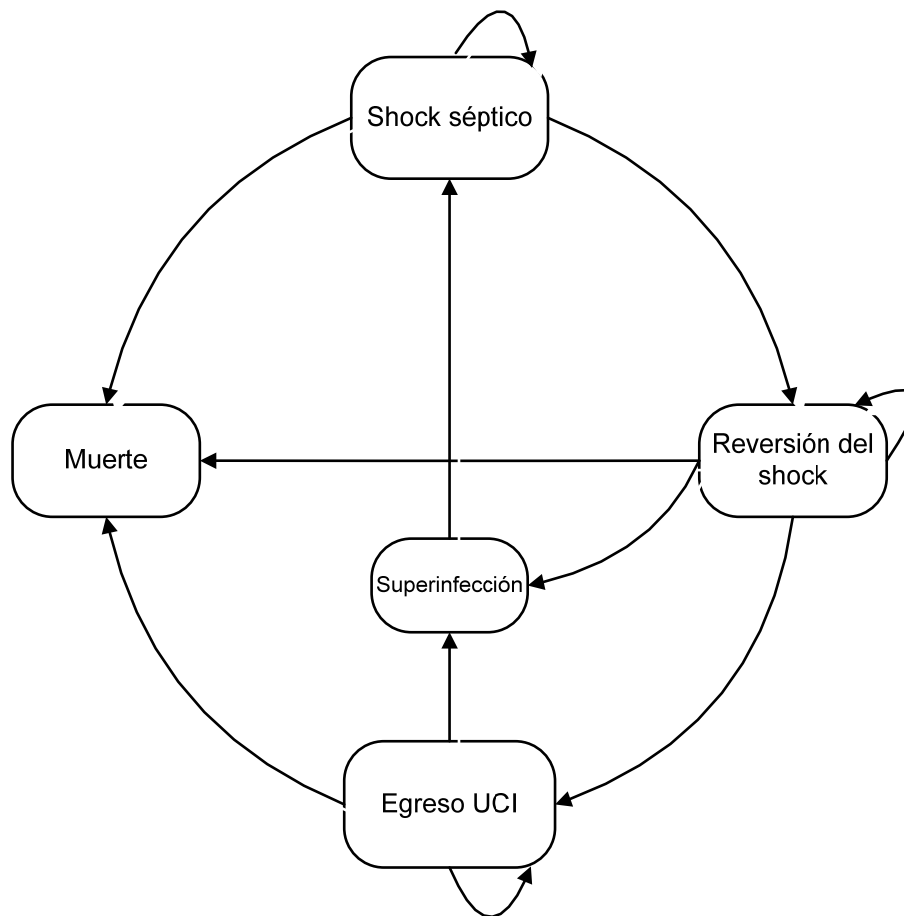 Shock séptico
Muerte
Reversión del
shock
Superinfección
Egreso UCI